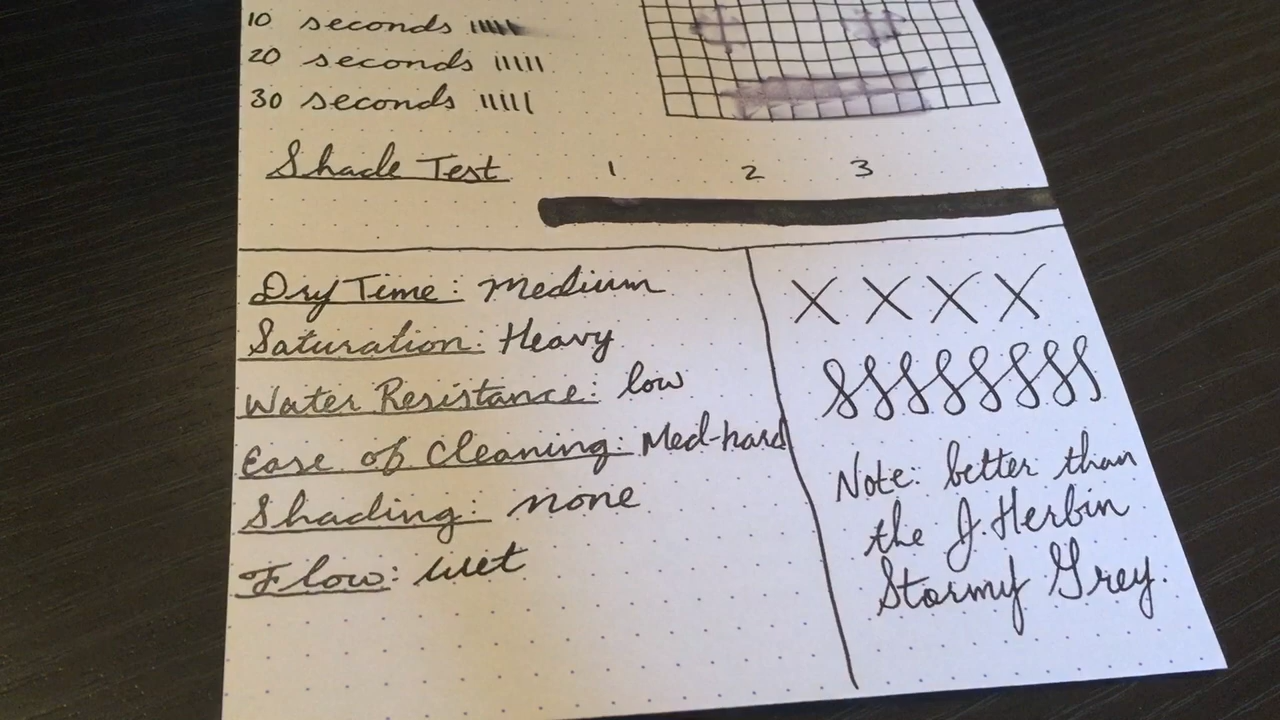 10 seconds
20 seconds
30 seconds
Shade Test 1 2 3
Dry Time: Medium
Saturation: Heavy
Water Resistance: low
Ease of Cleaning: Med-hard
Shading: none
Flow: wet
X X X X
Note: better than
the J. Herbin
Stormy Grey.